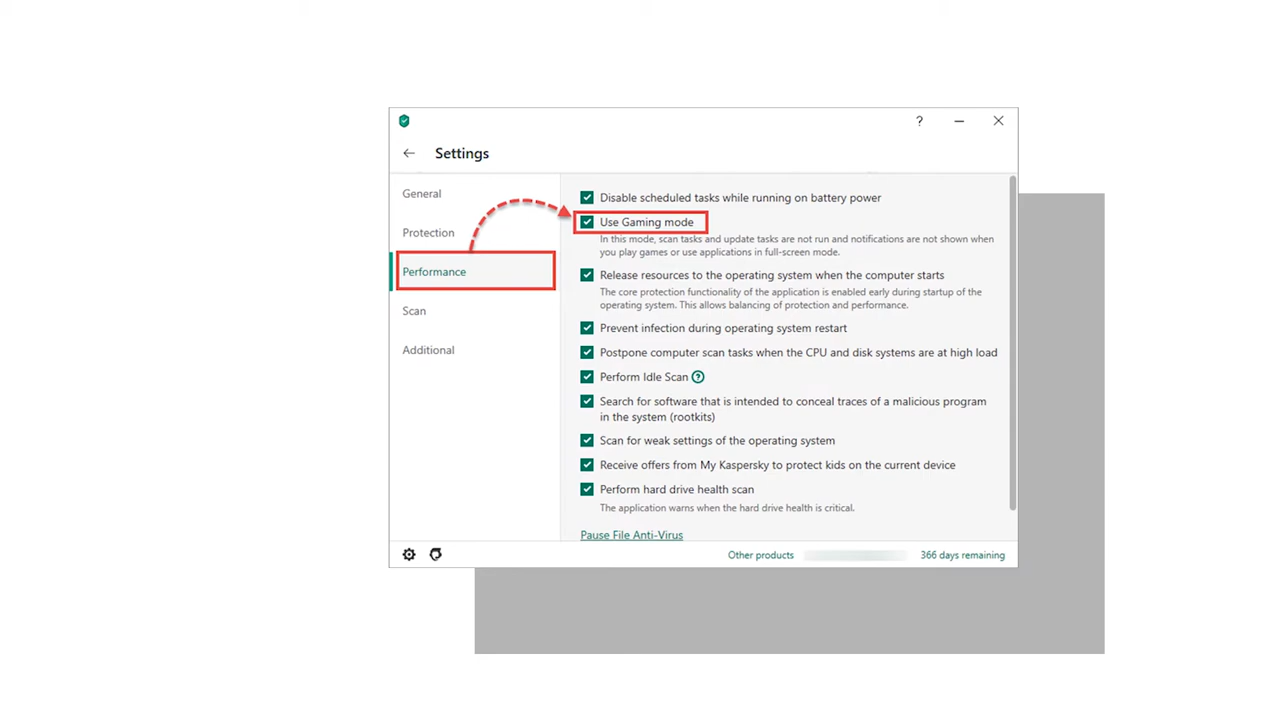 ?
Settings
General
Protection
Performance
Scan
Additional
Disable scheduled tasks while running on battery power
Use Gaming mode
In this mode, scan tasks and update tasks are not run and notifications are not shown when
you play games or use applications in full-screen mode.
Release resources to the operating system when the computer starts
The core protection functionality of the application is enabled early during startup of the
operating system. This allows balancing of protection and performance.
Prevent infection during operating system restart
Postpone computer scan tasks when the CPU and disk systems are at high load
Perform Idle Scan ?
Search for software that is intended to conceal traces of a malicious program
in the system (rootkits)
Scan for weak settings of the operating system
Receive offers from My Kaspersky to protect kids on the current device
Perform hard drive health scan
The application warns when the hard drive health is critical.
Pause File Anti-Virus
Other products
366 days remaining